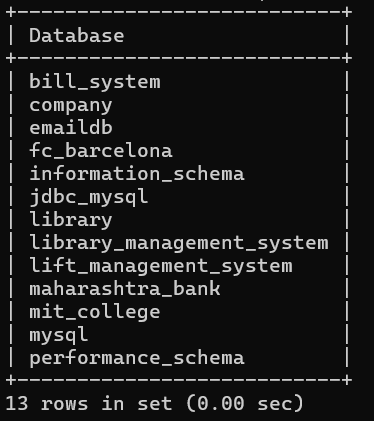 +---------------------------+
| Database                  |
+---------------------------+
| bill_system               |
| company                   |
| emaildb                   |
| fc_barcelona              |
| information_schema        |
| jdbc_mysql                |
| library                   |
| library_management_system |
| lift_management_system    |
| maharashtra_bank          |
| mit_college               |
| mysql                     |
| performance_schema        |
+---------------------------+
13 rows in set (0.00 sec)